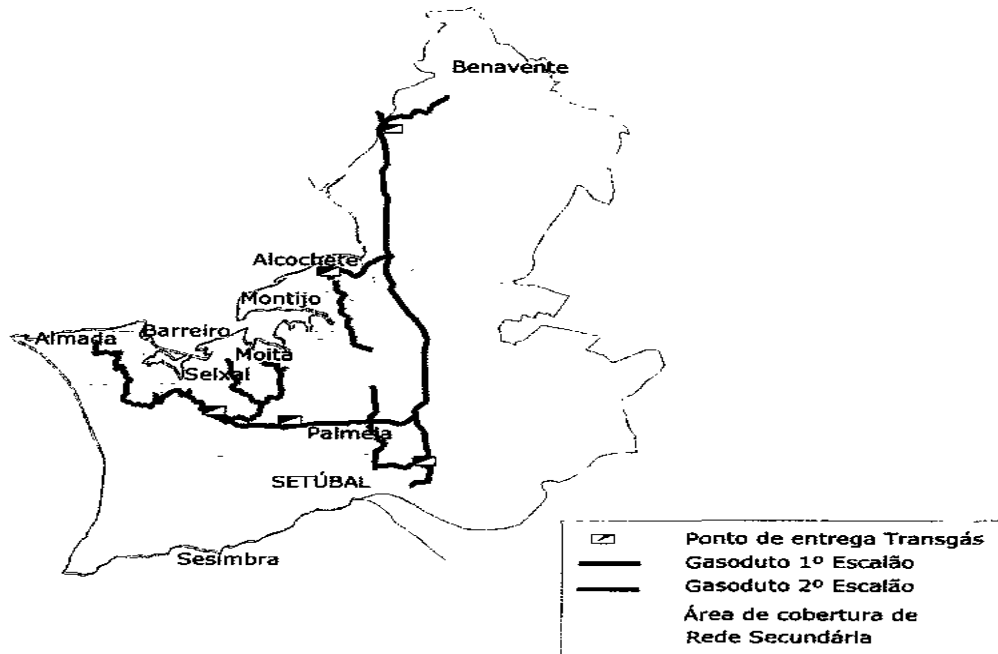 Benavente
Alcochete
Montijo
Almada
Barreiro
Moita
Seixal
Palmela
SETÚBAL
Sesimbra
Ponto de entrega Transgás
Gasoduto 1º Escalão
Gasoduto 2º Escalão
Área de cobertura de
Rede Secundária